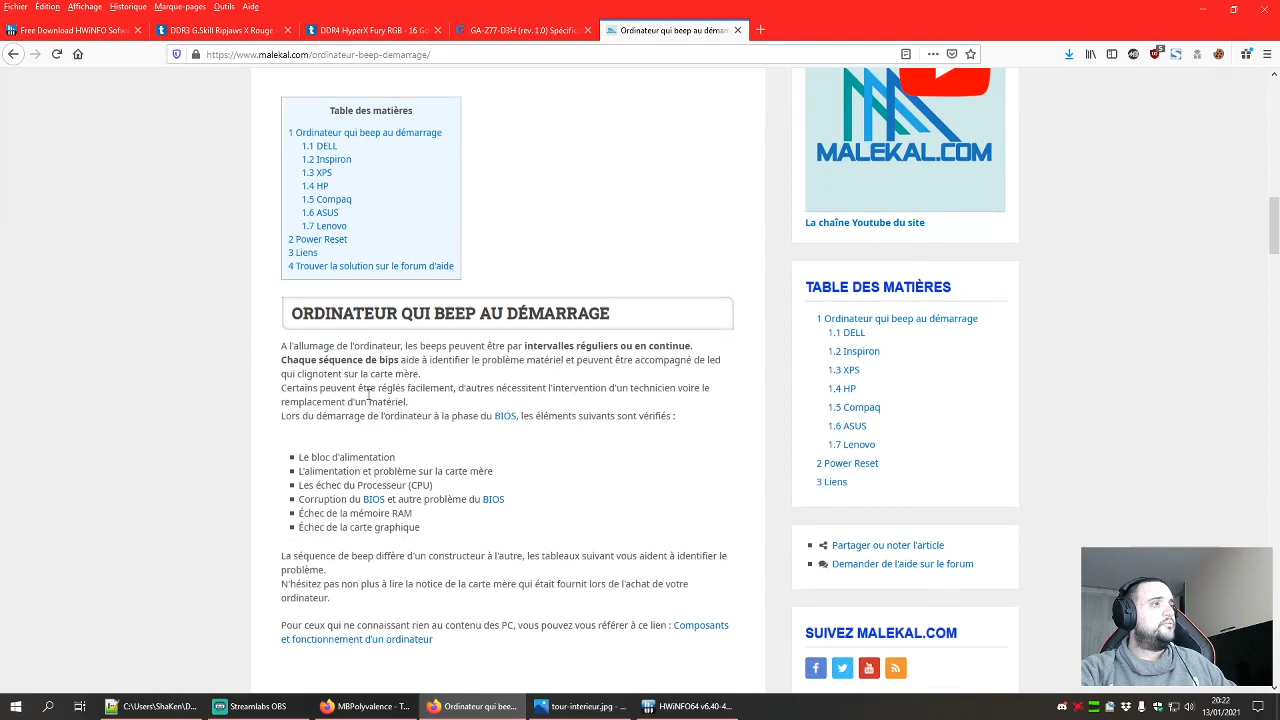 Fichier Édition Affichage Historique Marque-pages Outils Aide
Free Download HWiNFO Sofwa
DDR3 G.Skill Ripjaws X Rouge -
DDR4 HyperX Fury RGB - 16 Go
GA-Z77-D3H (rev. 1.0) Spécific
Ordinateur qui beep au démar
https://www.malekal.com/ordinateur-beep-demarrage/
Table des matières
1 Ordinateur qui beep au démarrage
1.1 DELL
1.2 Inspiron
1.3 XPS
1.4 HP
1.5 Compaq
1.6 ASUS
1.7 Lenovo
2 Power Reset
3 Liens
4 Trouver la solution sur le forum d'aide
ORDINATEUR QUI BEEP AU DÉMARRAGE
A l'allumage de l'ordinateur, les beeps peuvent être par intervalles réguliers ou en continue.
Chaque séquence de bips aide à identifier le problème matériel et peuvent être accompagné de led
qui clignotent sur la carte mère.
Certains peuvent être réglés facilement, d'autres nécessitent l'intervention d'un technicien voire le
remplacement d'un matériel.
Lors du démarrage de l'ordinateur à la phase du BIOS, les éléments suivants sont vérifiés :
Le bloc d'alimentation
L'alimentation et problème sur la carte mère
Les échec du Processeur (CPU)
Corruption du BIOS et autre problème du BIOS
Échec de la mémoire RAM
Échec de la carte graphique
La séquence de beep diffère d'un constructeur à l'autre, les tableaux suivant vous aident à identifier le
problème.
N'hésitez pas non plus à lire la notice de la carte mère qui était fournit lors de l'achat de votre
ordinateur.
Pour ceux qui ne connaissant rien au contenu des PC, vous pouvez vous référer à ce lien : Composants
et fonctionnement d'un ordinateur
MALEKAL.COM
La chaîne Youtube du site
TABLE DES MATIÈRES
1 Ordinateur qui beep au démarrage
1.1 DELL
1.2 Inspiron
1.3 XPS
1.4 HP
1.5 Compaq
1.6 ASUS
1.7 Lenovo
2 Power Reset
3 Liens
Partager ou noter l'article
Demander de l'aide sur le forum
SUIVEZ MALEKAL.COM
C:\Users\ShaKen\D...
Streamlabs OBS
MBPolyvalence - T...
Ordinateur qui bee...
tour-interieur.jpg - ...
HWiNFO64 v6.40-4...
20:22
13/01/2021